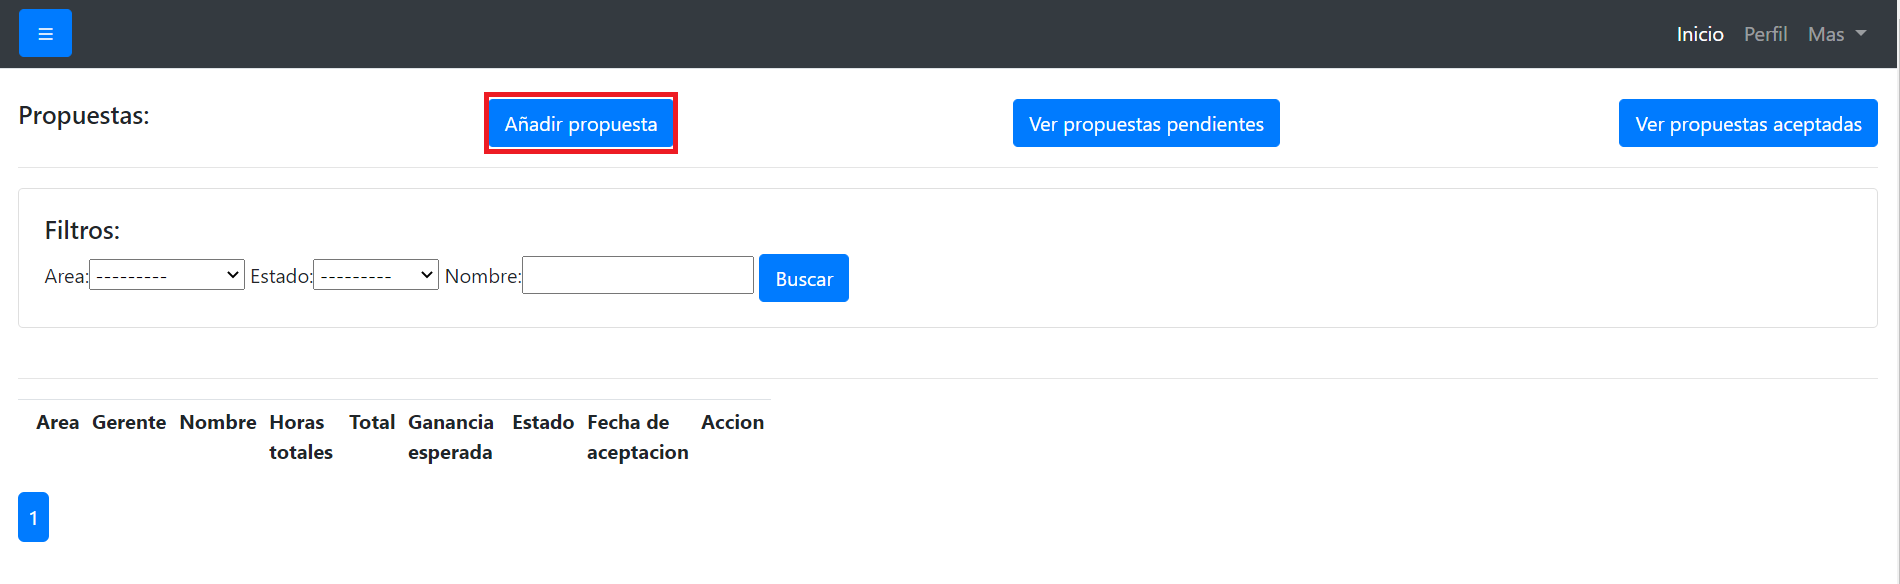 Inicio Perfil Mas
Propuestas: Añadir propuesta Ver propuestas pendientes Ver propuestas aceptadas
Filtros:
Area: --------- Estado: --------- Nombre: Buscar
Area Gerente Nombre Horas totales Total Ganancia esperada Estado Fecha de aceptacion Accion
1